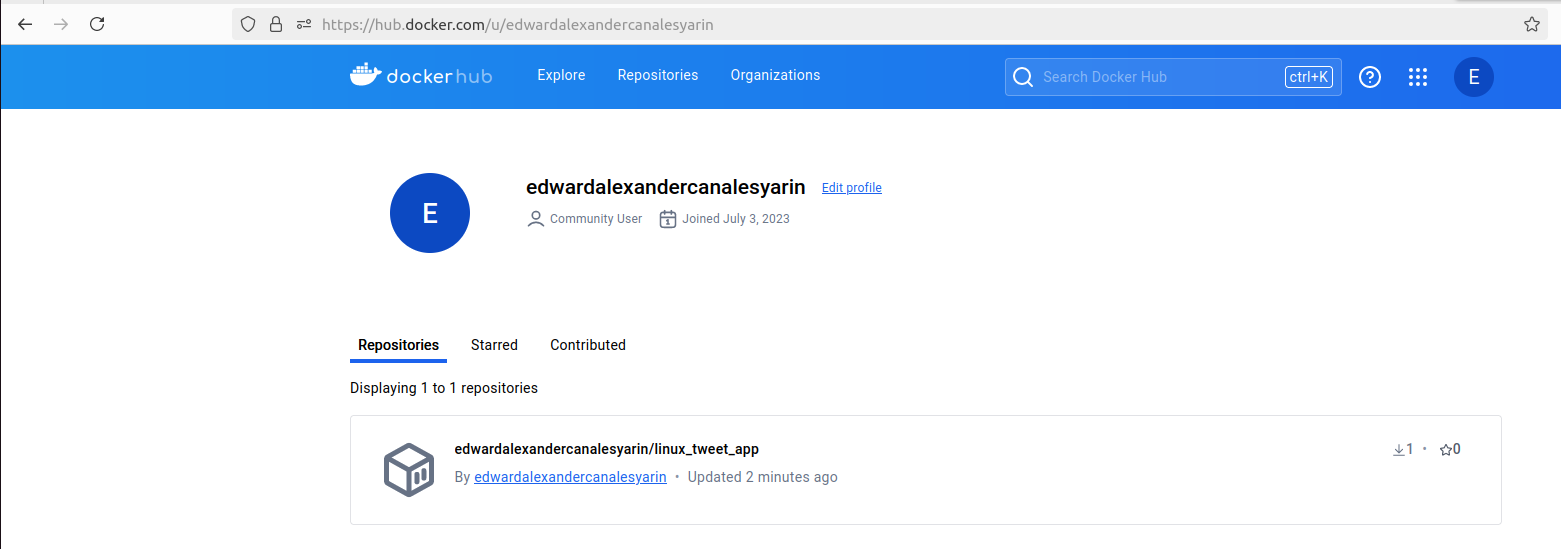 https://hub.docker.com/u/edwardalexandercanalesyarin
dockerhub Explore Repositories Organizations Search Docker Hub ctrl+K ? E
E
edwardalexandercanalesyarin Edit profile
Community User 1 Joined July 3, 2023
Repositories Starred Contributed
Displaying 1 to 1 repositories
edwardalexandercanalesyarin/linux_tweet_app 1 • 0
By edwardalexandercanalesyarin • Updated 2 minutes ago